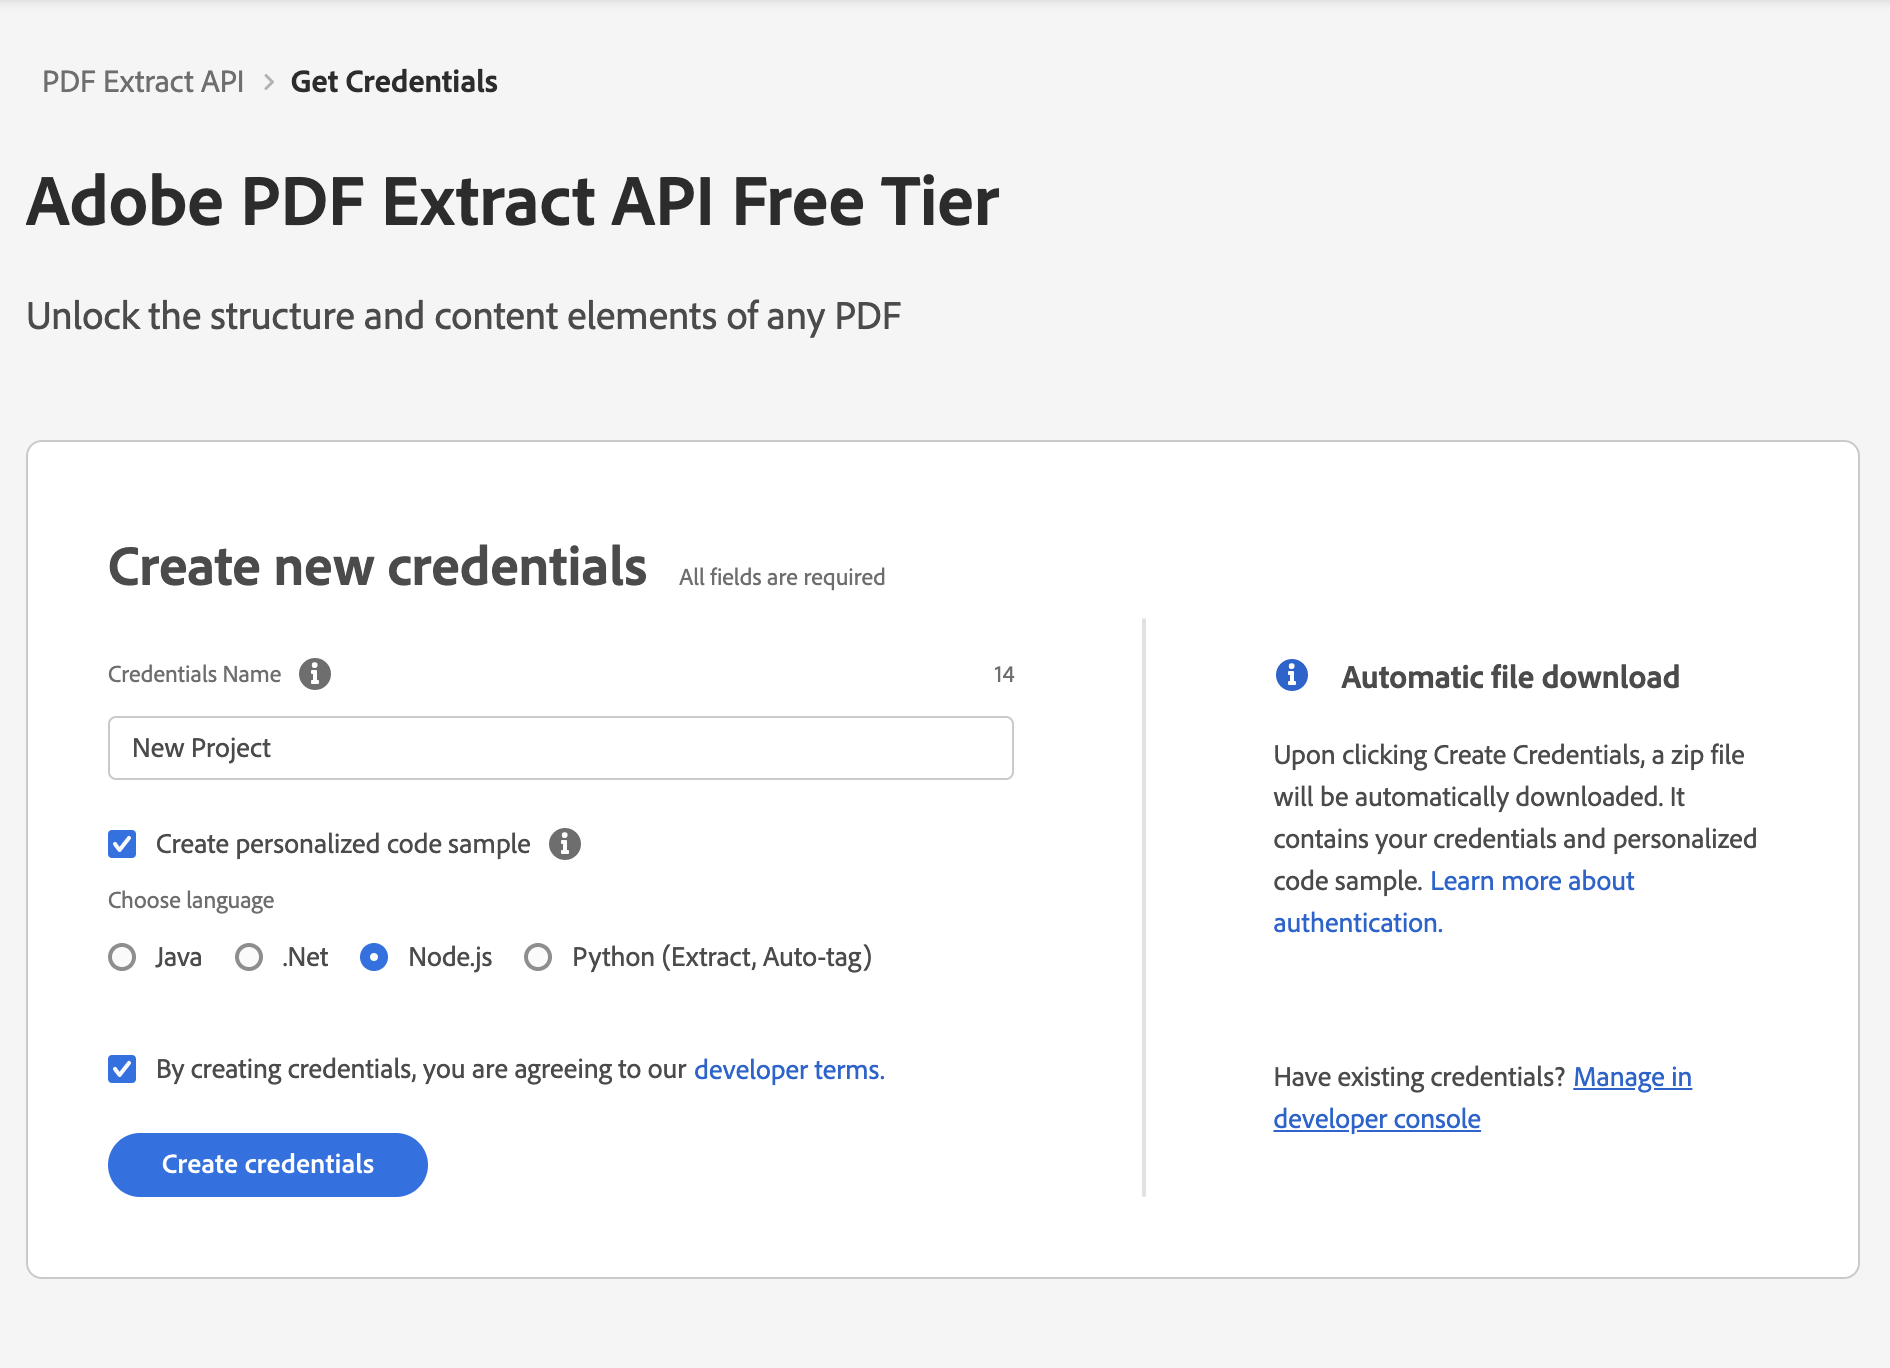 PDF Extract API > Get Credentials
Adobe PDF Extract API Free Tier
Unlock the structure and content elements of any PDF
Create new credentials All fields are required
Credentials Name 14
New Project
Create personalized code sample
Choose language
Java .Net Node.js Python (Extract, Auto-tag)
By creating credentials, you are agreeing to our developer terms.
Create credentials
Automatic file download
Upon clicking Create Credentials, a zip file
will be automatically downloaded. It
contains your credentials and personalized
code sample. Learn more about
authentication.
Have existing credentials? Manage in
developer console